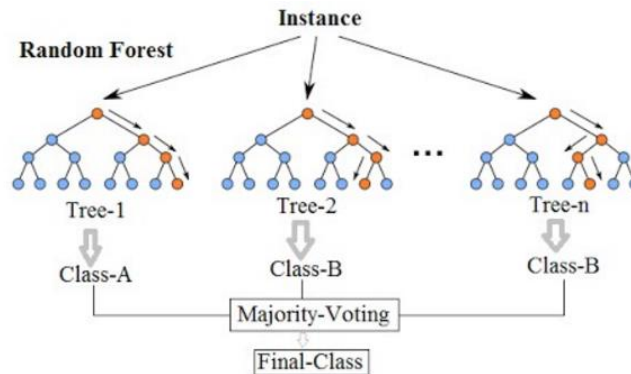 Instance
Random Forest
...
Tree-1
Tree-2
Tree-n
Class-A
Class-B
Class-B
Majority-Voting
Final-Class